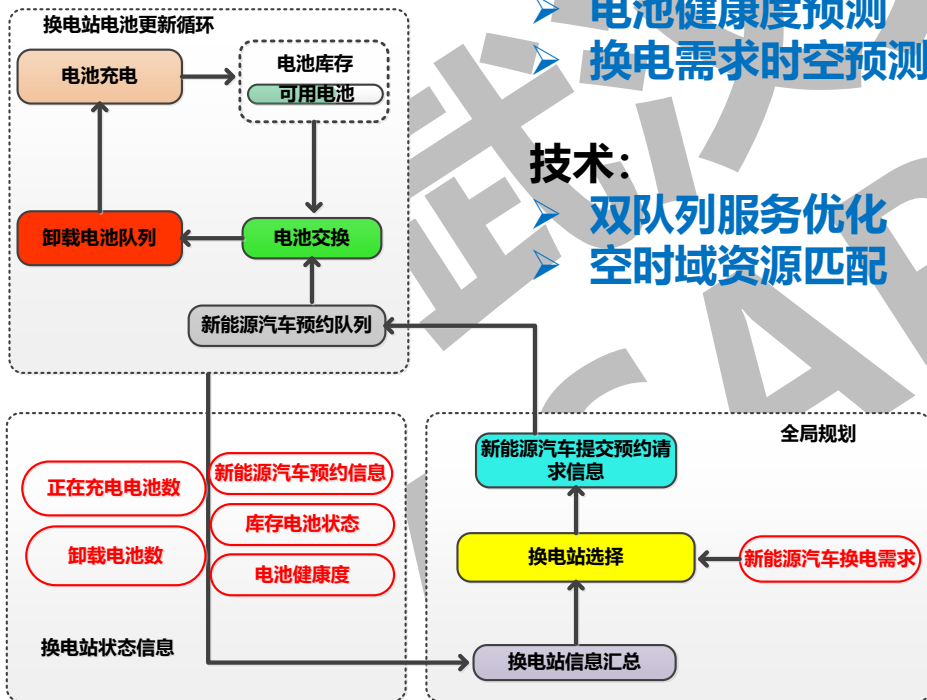 换电站电池更新循环
电池充电
电池库存
可用电池
卸载电池队列
电池交换
新能源汽车预约队列
电池健康度预测
换电需求时空预测
技术：
双队列服务优化
空时域资源匹配
正在充电电池数
卸载电池数
新能源汽车预约信息
库存电池状态
电池健康度
换电站状态信息
全局规划
新能源汽车提交预约请
求信息
换电站选择
新能源汽车换电需求
换电站信息汇总